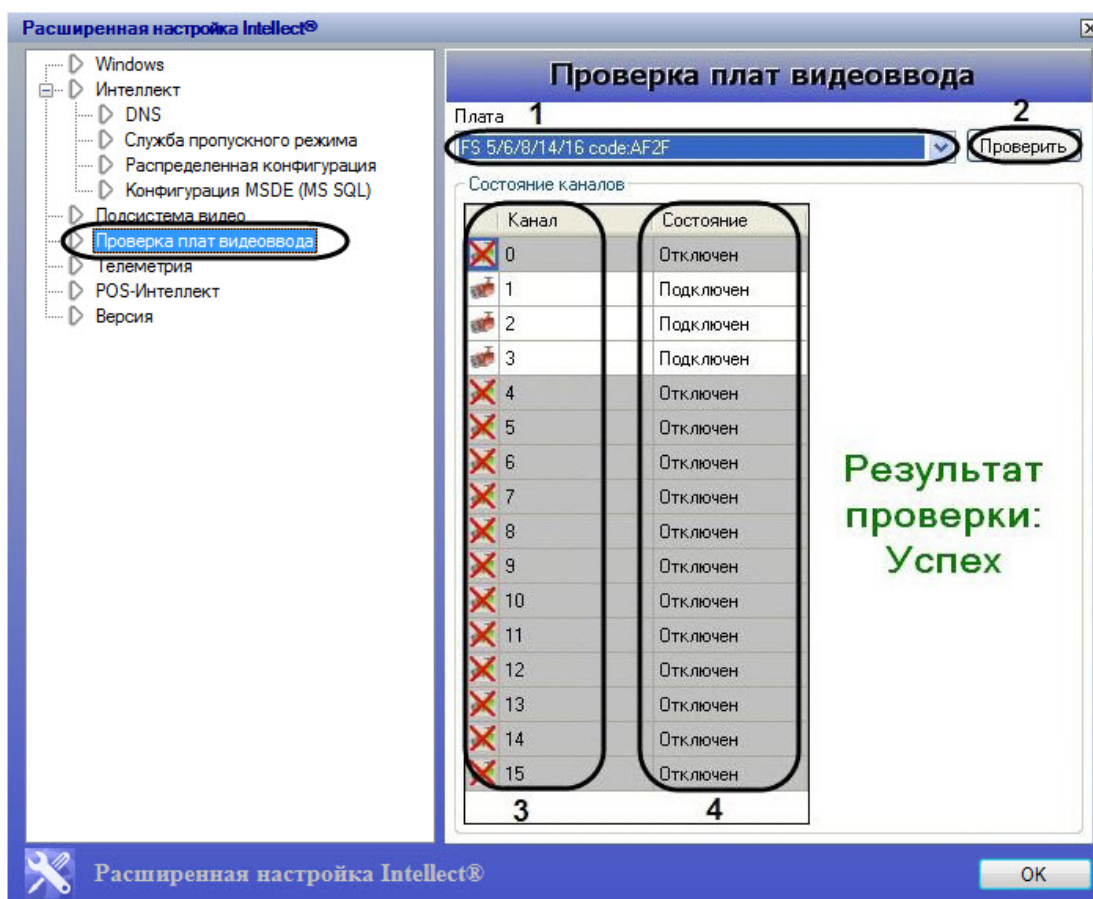 Расширенная настройка Intellect®
Windows
Интеллект
DNS
Служба пропускного режима
Распределенная конфигурация
Конфигурация MSDE (MS SQL)
Подсистема видео
Проверка плат видеоввода
Телеметрия
POS-Интеллект
Версия
Проверка плат видеоввода
Плата 1 2
FS 5/6/8/14/16 code:AF2F Проверить
Состояние каналов
Канал Состояние
0 Отключен
1 Подключен
2 Подключен
3 Подключен
4 Отключен
5 Отключен
6 Отключен
7 Отключен
8 Отключен
9 Отключен
10 Отключен
11 Отключен
12 Отключен
13 Отключен
14 Отключен
15 Отключен
3 4
Результат
проверки:
Успех
Расширенная настройка Intellect®
OK